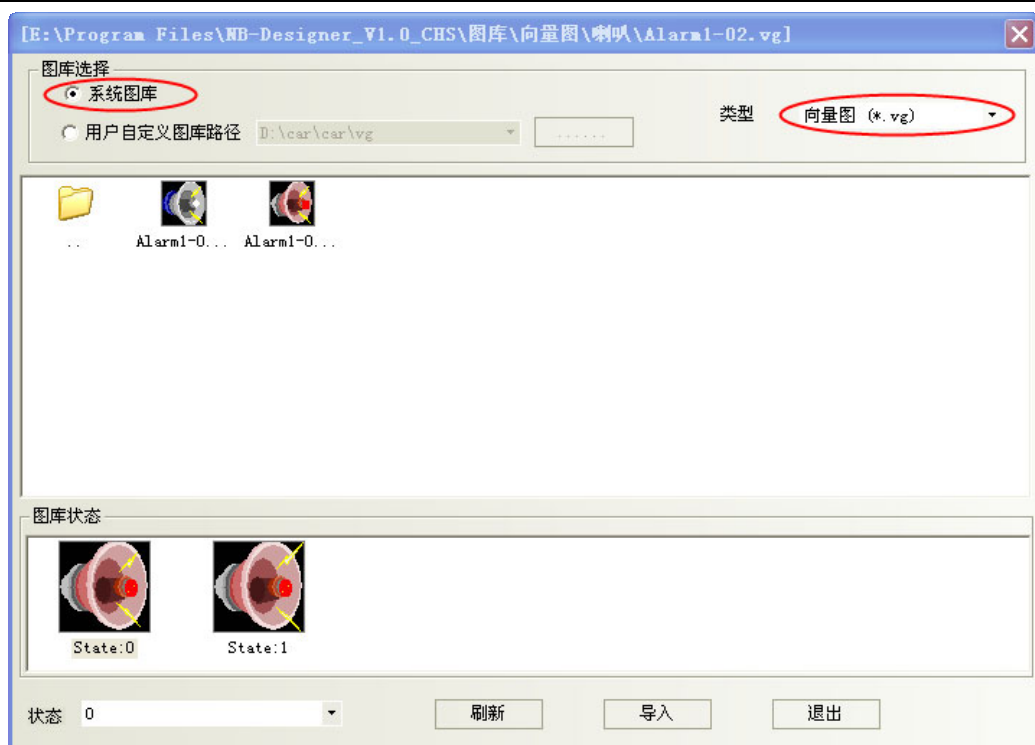 [E:\Program Files\NB-Designer_V1.0_CHS\图库\向量图\喇叭\Alarm1-02.vg]
图库选择
系统图库
类型 向量图 (*.vg)
用户自定义图库路径 D:\car\car\vg ......
.. Alarm1-0... Alarm1-0...
图库状态
State:0 State:1
状态 0 刷新 导入 退出